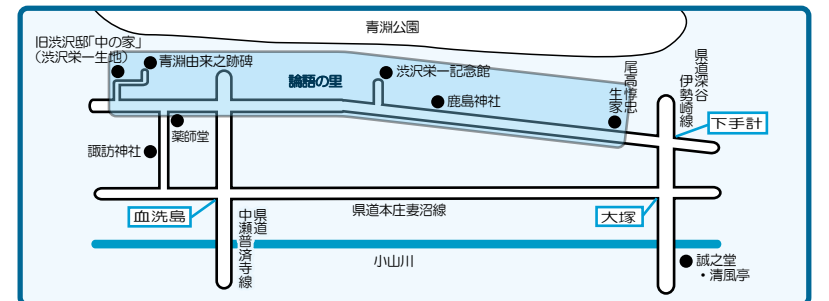 青淵公園
旧渋沢邸「中の家」
(渋沢栄一生地)
青淵由来之跡碑
論語の里
渋沢栄一記念館
鹿島神社
尾高惇忠
生家
県道深谷
伊勢崎線
下手計
薬師堂
諏訪神社
血洗島
県道
中瀬普済寺線
県道本庄妻沼線
大塚
小山川
誠之堂
・清風亭